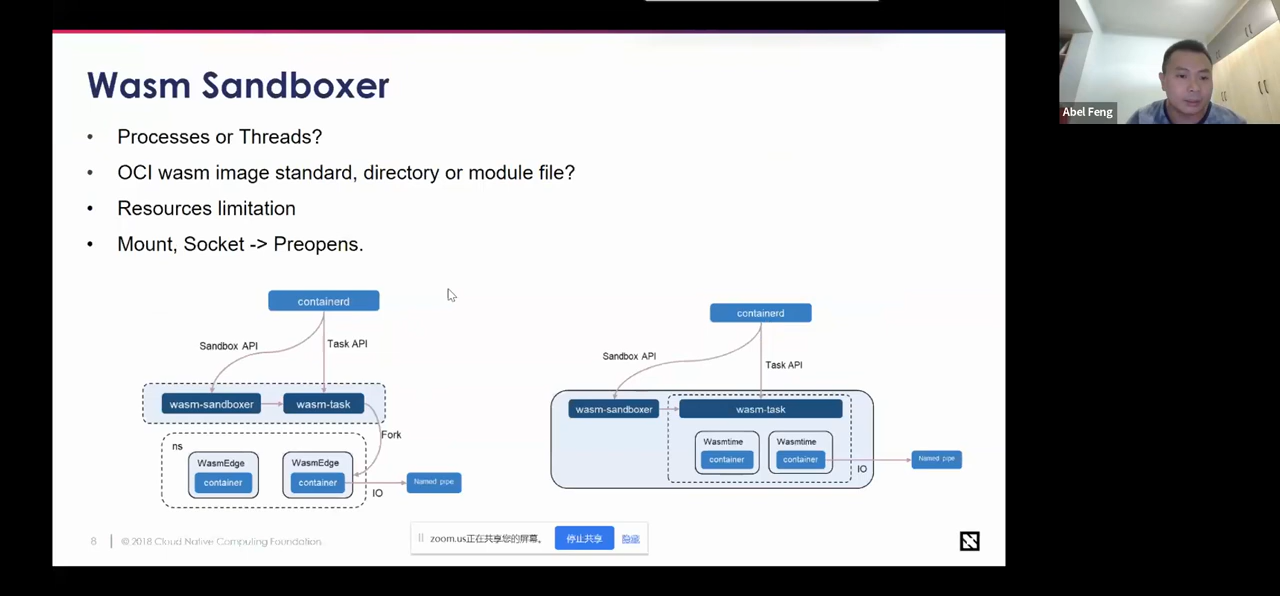 Wasm Sandboxer
• Processes or Threads?
• OCI wasm image standard, directory or module file?
• Resources limitation
• Mount, Socket -> Preopens.
containerd
Sandbox API
Task API
wasm-sandboxer
wasm-task
Fork
ns
WasmEdge
container
WasmEdge
container
IO
Named pipe
containerd
Sandbox API
Task API
wasm-sandboxer
wasm-task
Wasmtime
container
Wasmtime
container
IO
Named pipe
8 | © 2018 Cloud Native Computing Foundation
zoom.us正在共享您的屏幕。 停止共享 隐藏
Abel Feng